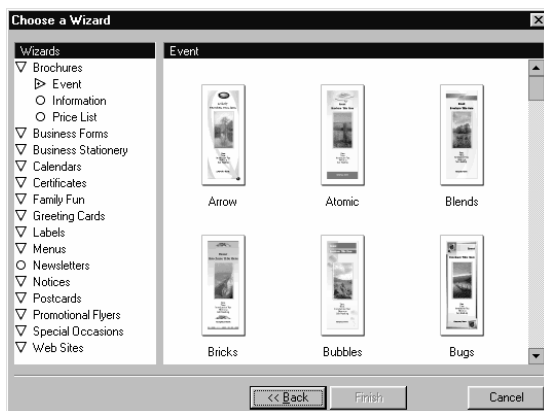 Choose a Wizard
Wizards
Brochures
Event
Information
Price List
Business Forms
Business Stationery
Calendars
Certificates
Family Fun
Greeting Cards
Labels
Menus
Newsletters
Notices
Postcards
Promotional Flyers
Special Occasions
Web Sites
Event
Arrow Atomic Blends
Bricks Bubbles Bugs
<< Back Finish Cancel